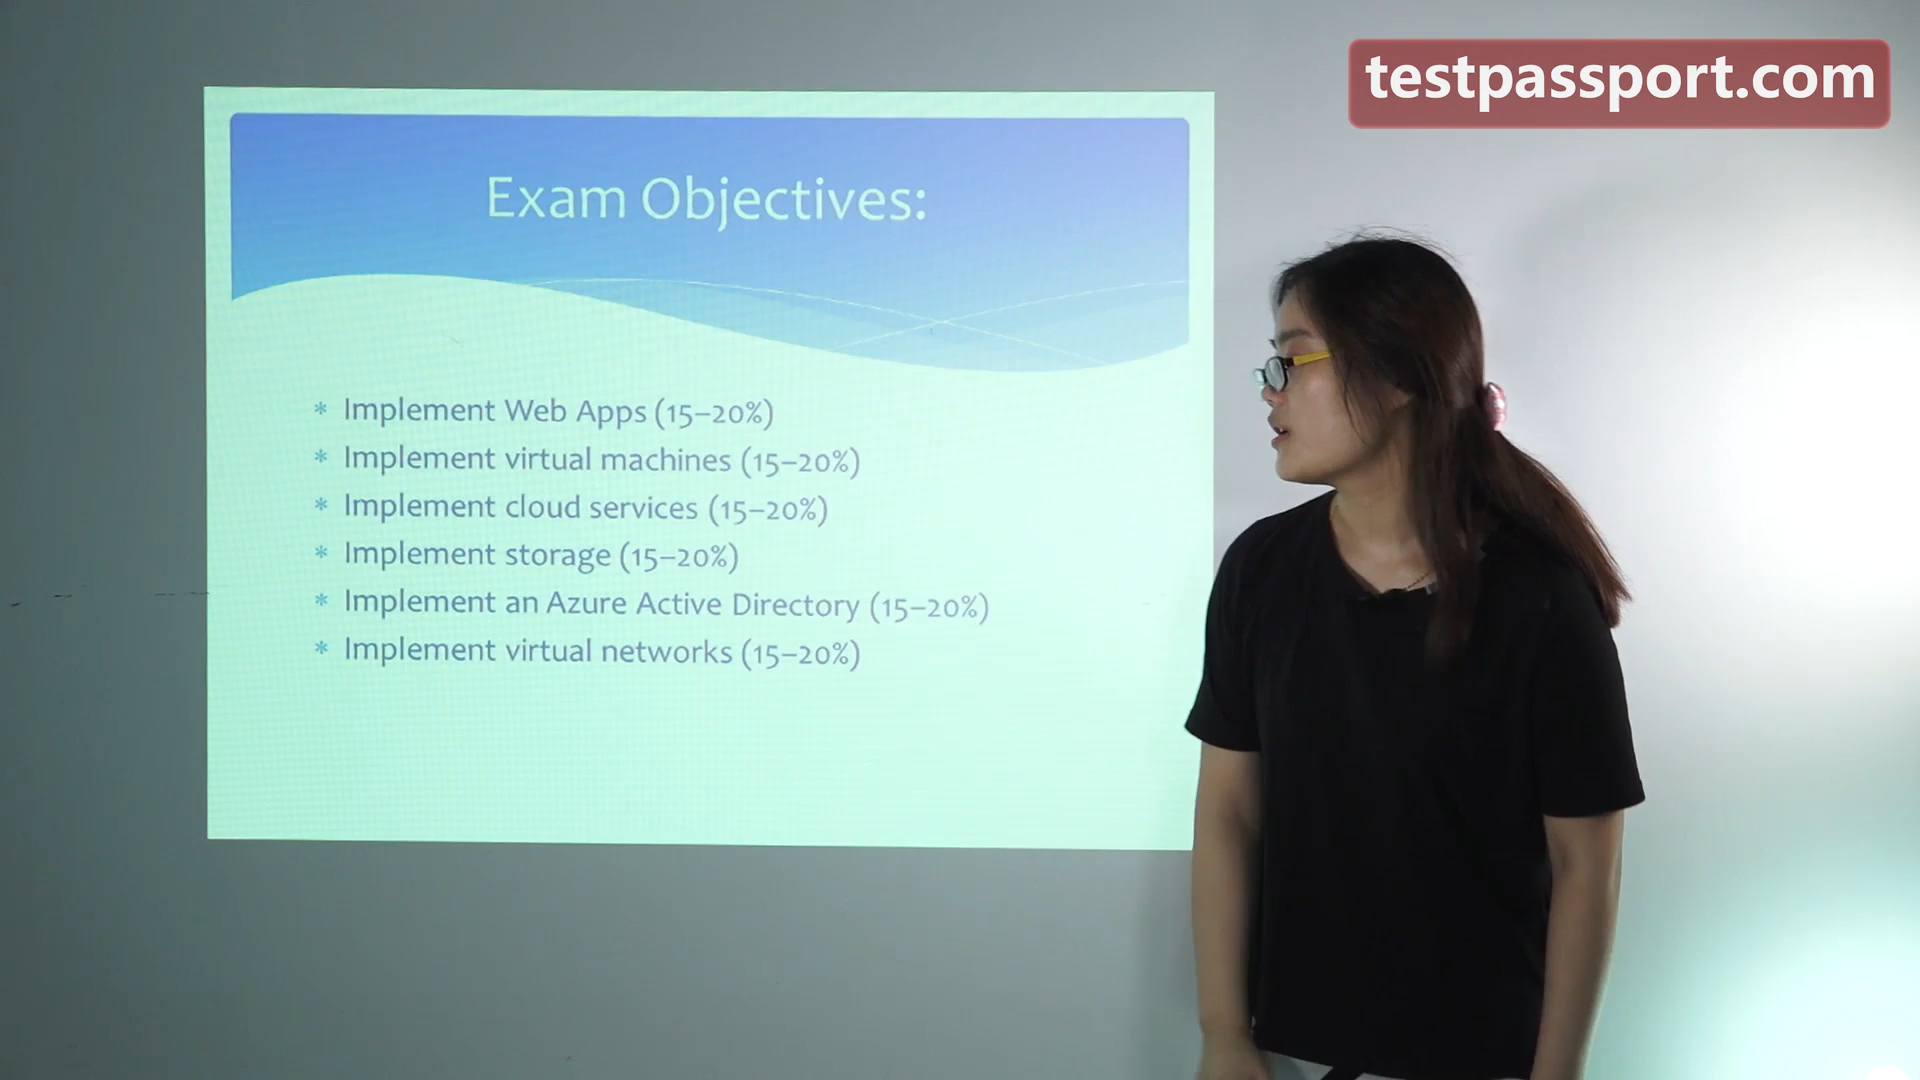 testpassport.com
Exam Objectives:
* Implement Web Apps (15–20%)
* Implement virtual machines (15–20%)
* Implement cloud services (15–20%)
* Implement storage (15–20%)
* Implement an Azure Active Directory (15–20%)
* Implement virtual networks (15–20%)